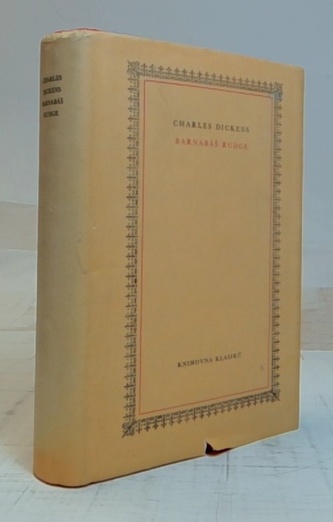 CHARLES
DICKENS
BARNABÁŠ
RUDGE
CHARLES DICKENS
BARNABÁŠ RUDGE
KNIHOVNA KLASIKŮ